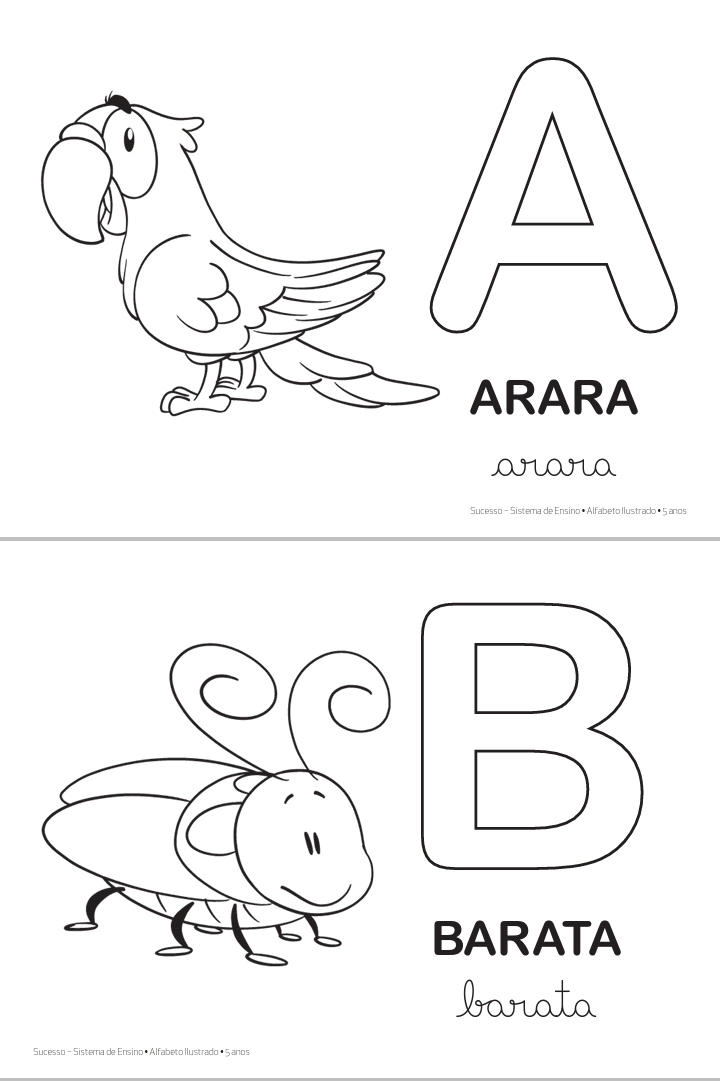 A
ARARA
arara
Sucesso – Sistema de Ensino • Alfabeto Ilustrado • 5 anos
B
BARATA
barata
Sucesso – Sistema de Ensino • Alfabeto Ilustrado • 5 anos